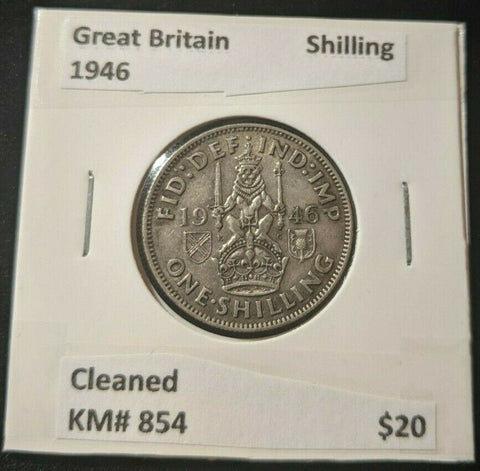 Great Britain Shilling
1946
FID:DEF IND:IMP
19 46
ONE·SHILLING
Cleaned
KM# 854 $20